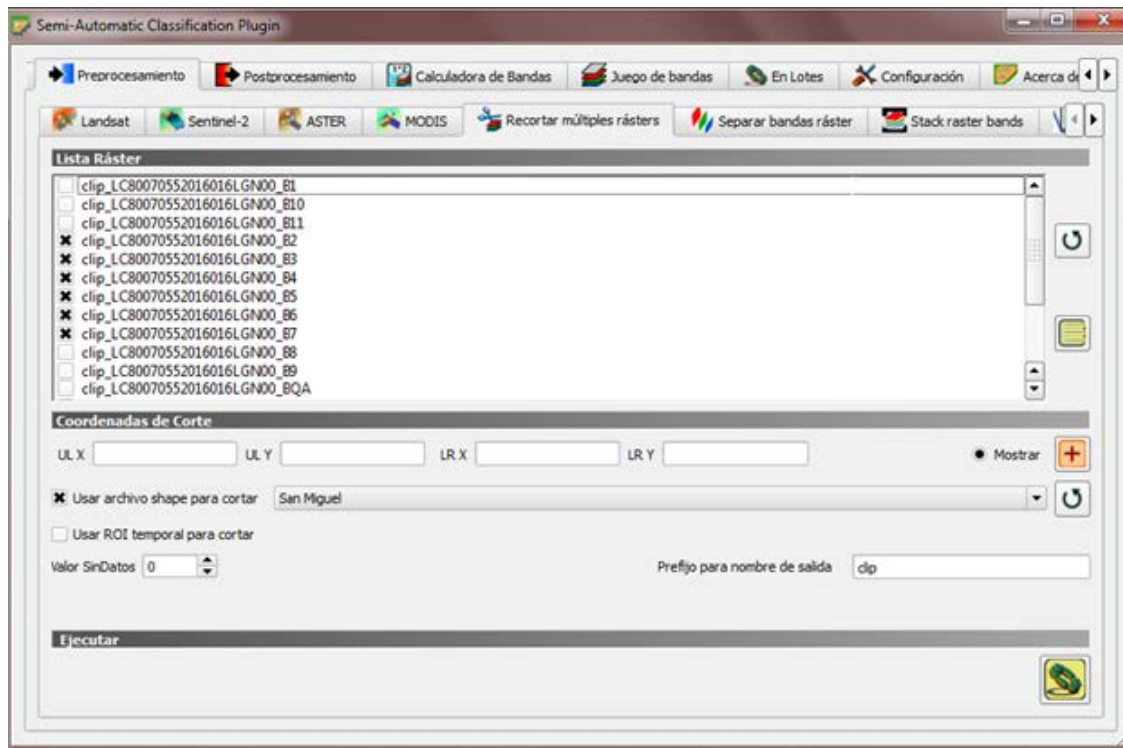 Semi-Automatic Classification Plugin
Preprocesamiento Postprocesamiento Calculadora de Bandas Juego de bandas En Lotes Configuración Acerca de
Landsat Sentinel-2 ASTER MODIS Recortar múltiples rásters Separar bandas ráster Stack raster bands
Lista Ráster
clip_LC80070552016016LGN00_B1
clip_LC80070552016016LGN00_B10
clip_LC80070552016016LGN00_B11
clip_LC80070552016016LGN00_B2
clip_LC80070552016016LGN00_B3
clip_LC80070552016016LGN00_B4
clip_LC80070552016016LGN00_B5
clip_LC80070552016016LGN00_B6
clip_LC80070552016016LGN00_B7
clip_LC80070552016016LGN00_B8
clip_LC80070552016016LGN00_B9
clip_LC80070552016016LGN00_BQA
Coordenadas de Corte
UL X UL Y LR X LR Y Mostrar
Usar archivo shape para cortar San Miguel
Usar ROI temporal para cortar
Valor SinDatos 0 Prefijo para nombre de salida clip
Ejecutar